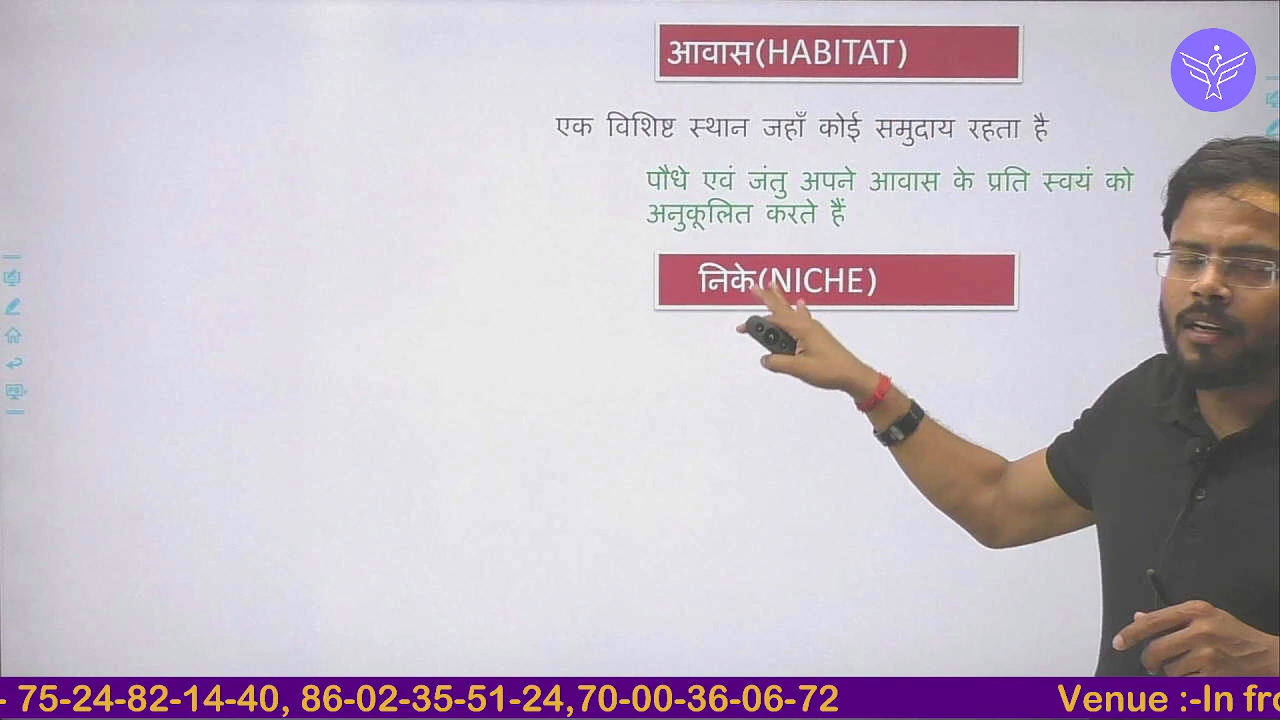 आवास(HABITAT)
एक विशिष्ट स्थान जहाँ कोई समुदाय रहता है
पौधे एवं जंतु अपने आवास के प्रति स्वयं को
अनुकूलित करते हैं
निके(NICHE)
- 75-24-82-14-40, 86-02-35-51-24,70-00-36-06-72 Venue :-In